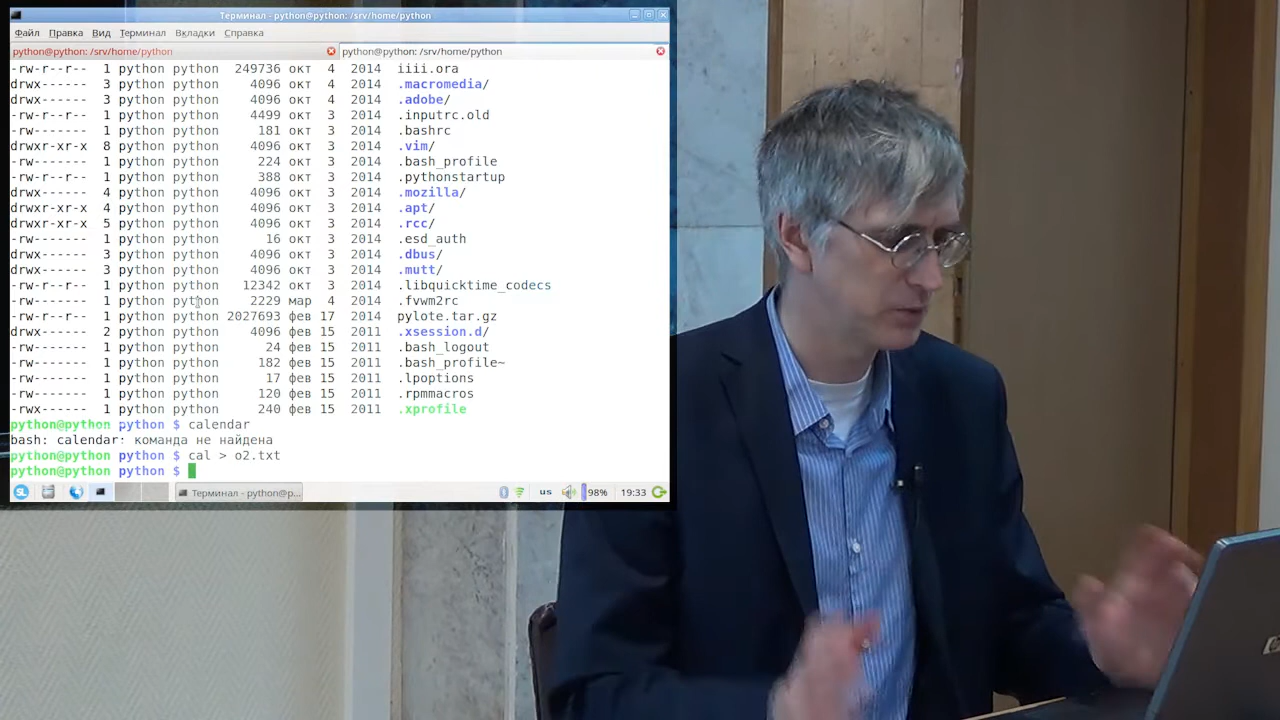 Терминал - python@python: /srv/home/python
Файл Правка Вид Терминал Вкладки Справка
python@python: /srv/home/python python@python: /srv/home/python
-rw-r--r-- 1 python python 249736 окт 4 2014 iiii.ora
drwx------ 3 python python 4096 окт 4 2014 .macromedia/
drwx------ 3 python python 4096 окт 4 2014 .adobe/
-rw-r--r-- 1 python python 4499 окт 3 2014 .inputrc.old
-rw------- 1 python python 181 окт 3 2014 .bashrc
drwxr-xr-x 8 python python 4096 окт 3 2014 .vim/
-rw------- 1 python python 224 окт 3 2014 .bash_profile
-rw-r--r-- 1 python python 388 окт 3 2014 .pythonstartup
drwx------ 4 python python 4096 окт 3 2014 .mozilla/
drwxr-xr-x 4 python python 4096 окт 3 2014 .apt/
drwxr-xr-x 5 python python 4096 окт 3 2014 .rcc/
-rw------- 1 python python 16 окт 3 2014 .esd_auth
drwx------ 3 python python 4096 окт 3 2014 .dbus/
drwx------ 3 python python 4096 окт 3 2014 .mutt/
-rw-r--r-- 1 python python 12342 окт 3 2014 .libquicktime_codecs
-rw------- 1 python python 2229 мар 4 2014 .fvwm2rc
-rw-r--r-- 1 python python 2027693 фев 17 2014 pylote.tar.gz
drwx------ 2 python python 4096 фев 15 2011 .xsession.d/
-rw------- 1 python python 24 фев 15 2011 .bash_logout
-rw------- 1 python python 182 фев 15 2011 .bash_profile~
-rw------- 1 python python 17 фев 15 2011 .lpoptions
-rw------- 1 python python 120 фев 15 2011 .rpmmacros
-rwx------ 1 python python 240 фев 15 2011 .xprofile
python@python python $ calendar
bash: calendar: команда не найдена
python@python python $ cal > o2.txt
python@python python $
Терминал - python@p... us 98% 19:33
hp